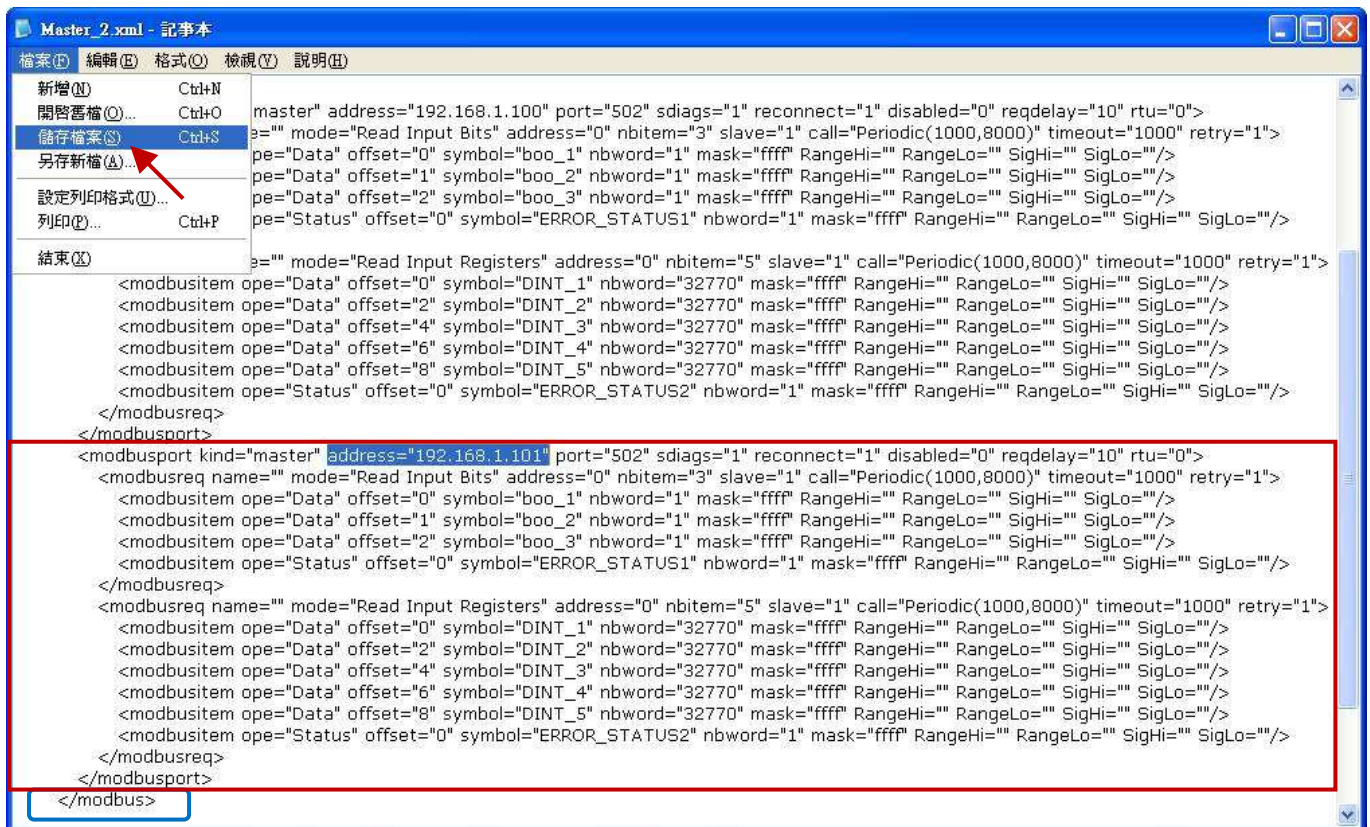 Master_2.xml - 記事本
檔案(F) 編輯(E) 格式(O) 檢視(V) 說明(H)
新增(N) Ctrl+N
開啓舊檔(O)... Ctrl+O
儲存檔案(S) Ctrl+S
另存新檔(A)...
設定列印格式(U)...
列印(P)... Ctrl+P
結束(X)
master" address="192.168.1.100" port="502" sdiags="1" reconnect="1" disabled="0" reqdelay="10" rtu="0">
e="" mode="Read Input Bits" address="0" nbitem="3" slave="1" call="Periodic(1000,8000)" timeout="1000" retry="1">
pe="Data" offset="0" symbol="boo_1" nbword="1" mask="ffff" RangeHi="" RangeLo="" SigHi="" SigLo=""/>
pe="Data" offset="1" symbol="boo_2" nbword="1" mask="ffff" RangeHi="" RangeLo="" SigHi="" SigLo=""/>
pe="Data" offset="2" symbol="boo_3" nbword="1" mask="ffff" RangeHi="" RangeLo="" SigHi="" SigLo=""/>
pe="Status" offset="0" symbol="ERROR_STATUS1" nbword="1" mask="ffff" RangeHi="" RangeLo="" SigHi="" SigLo=""/>
e="" mode="Read Input Registers" address="0" nbitem="5" slave="1" call="Periodic(1000,8000)" timeout="1000" retry="1">
<modbusitem ope="Data" offset="0" symbol="DINT_1" nbword="32770" mask="ffff" RangeHi="" RangeLo="" SigHi="" SigLo=""/>
<modbusitem ope="Data" offset="2" symbol="DINT_2" nbword="32770" mask="ffff" RangeHi="" RangeLo="" SigHi="" SigLo=""/>
<modbusitem ope="Data" offset="4" symbol="DINT_3" nbword="32770" mask="ffff" RangeHi="" RangeLo="" SigHi="" SigLo=""/>
<modbusitem ope="Data" offset="6" symbol="DINT_4" nbword="32770" mask="ffff" RangeHi="" RangeLo="" SigHi="" SigLo=""/>
<modbusitem ope="Data" offset="8" symbol="DINT_5" nbword="32770" mask="ffff" RangeHi="" RangeLo="" SigHi="" SigLo=""/>
<modbusitem ope="Status" offset="0" symbol="ERROR_STATUS2" nbword="1" mask="ffff" RangeHi="" RangeLo="" SigHi="" SigLo=""/>
</modbusreq>
</modbusport>
<modbusport kind="master" address="192.168.1.101" port="502" sdiags="1" reconnect="1" disabled="0" reqdelay="10" rtu="0">
<modbusreq name="" mode="Read Input Bits" address="0" nbitem="3" slave="1" call="Periodic(1000,8000)" timeout="1000" retry="1">
<modbusitem ope="Data" offset="0" symbol="boo_1" nbword="1" mask="ffff" RangeHi="" RangeLo="" SigHi="" SigLo=""/>
<modbusitem ope="Data" offset="1" symbol="boo_2" nbword="1" mask="ffff" RangeHi="" RangeLo="" SigHi="" SigLo=""/>
<modbusitem ope="Data" offset="2" symbol="boo_3" nbword="1" mask="ffff" RangeHi="" RangeLo="" SigHi="" SigLo=""/>
<modbusitem ope="Status" offset="0" symbol="ERROR_STATUS1" nbword="1" mask="ffff" RangeHi="" RangeLo="" SigHi="" SigLo=""/>
</modbusreq>
<modbusreq name="" mode="Read Input Registers" address="0" nbitem="5" slave="1" call="Periodic(1000,8000)" timeout="1000" retry="1">
<modbusitem ope="Data" offset="0" symbol="DINT_1" nbword="32770" mask="ffff" RangeHi="" RangeLo="" SigHi="" SigLo=""/>
<modbusitem ope="Data" offset="2" symbol="DINT_2" nbword="32770" mask="ffff" RangeHi="" RangeLo="" SigHi="" SigLo=""/>
<modbusitem ope="Data" offset="4" symbol="DINT_3" nbword="32770" mask="ffff" RangeHi="" RangeLo="" SigHi="" SigLo=""/>
<modbusitem ope="Data" offset="6" symbol="DINT_4" nbword="32770" mask="ffff" RangeHi="" RangeLo="" SigHi="" SigLo=""/>
<modbusitem ope="Data" offset="8" symbol="DINT_5" nbword="32770" mask="ffff" RangeHi="" RangeLo="" SigHi="" SigLo=""/>
<modbusitem ope="Status" offset="0" symbol="ERROR_STATUS2" nbword="1" mask="ffff" RangeHi="" RangeLo="" SigHi="" SigLo=""/>
</modbusreq>
</modbusport>
</modbus>